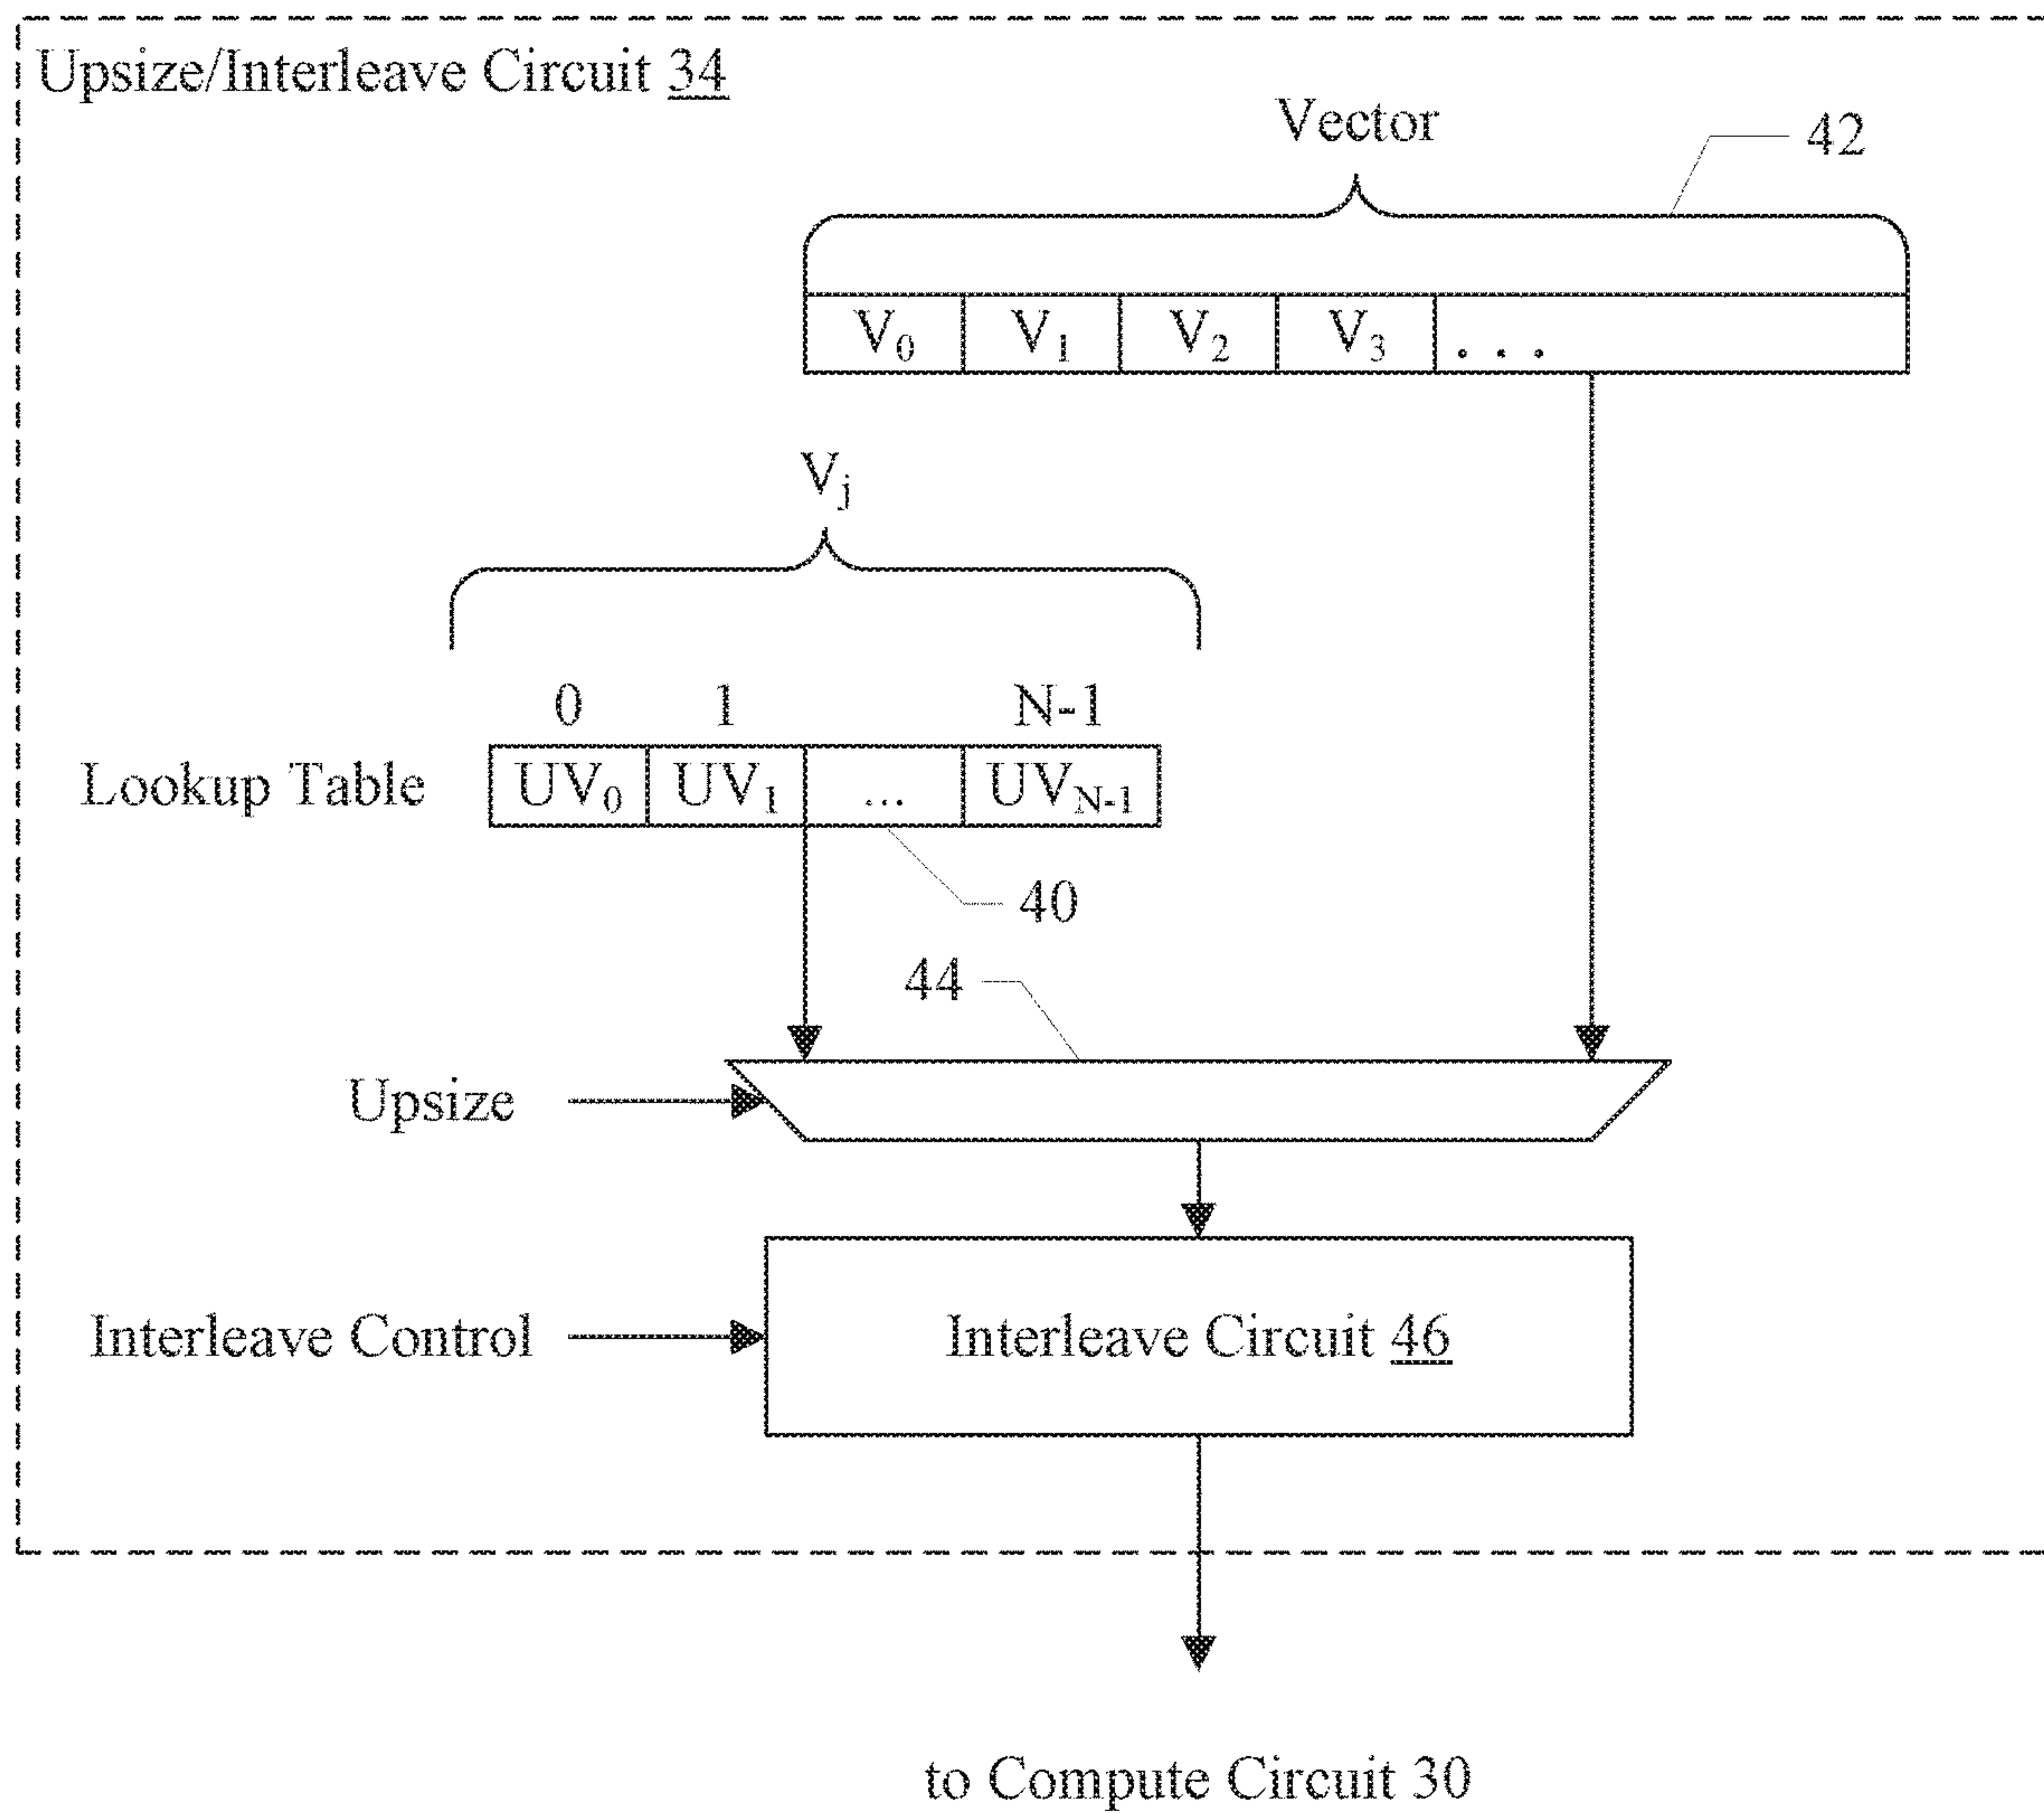 Upsize/Interleave Circuit 34
Vector
42
V0 V1 V2 V3 . . .
Vj
0 1 N-1
Lookup Table UV0 UV1 ... UVN-1
40
44
Upsize
Interleave Control Interleave Circuit 46
to Compute Circuit 30